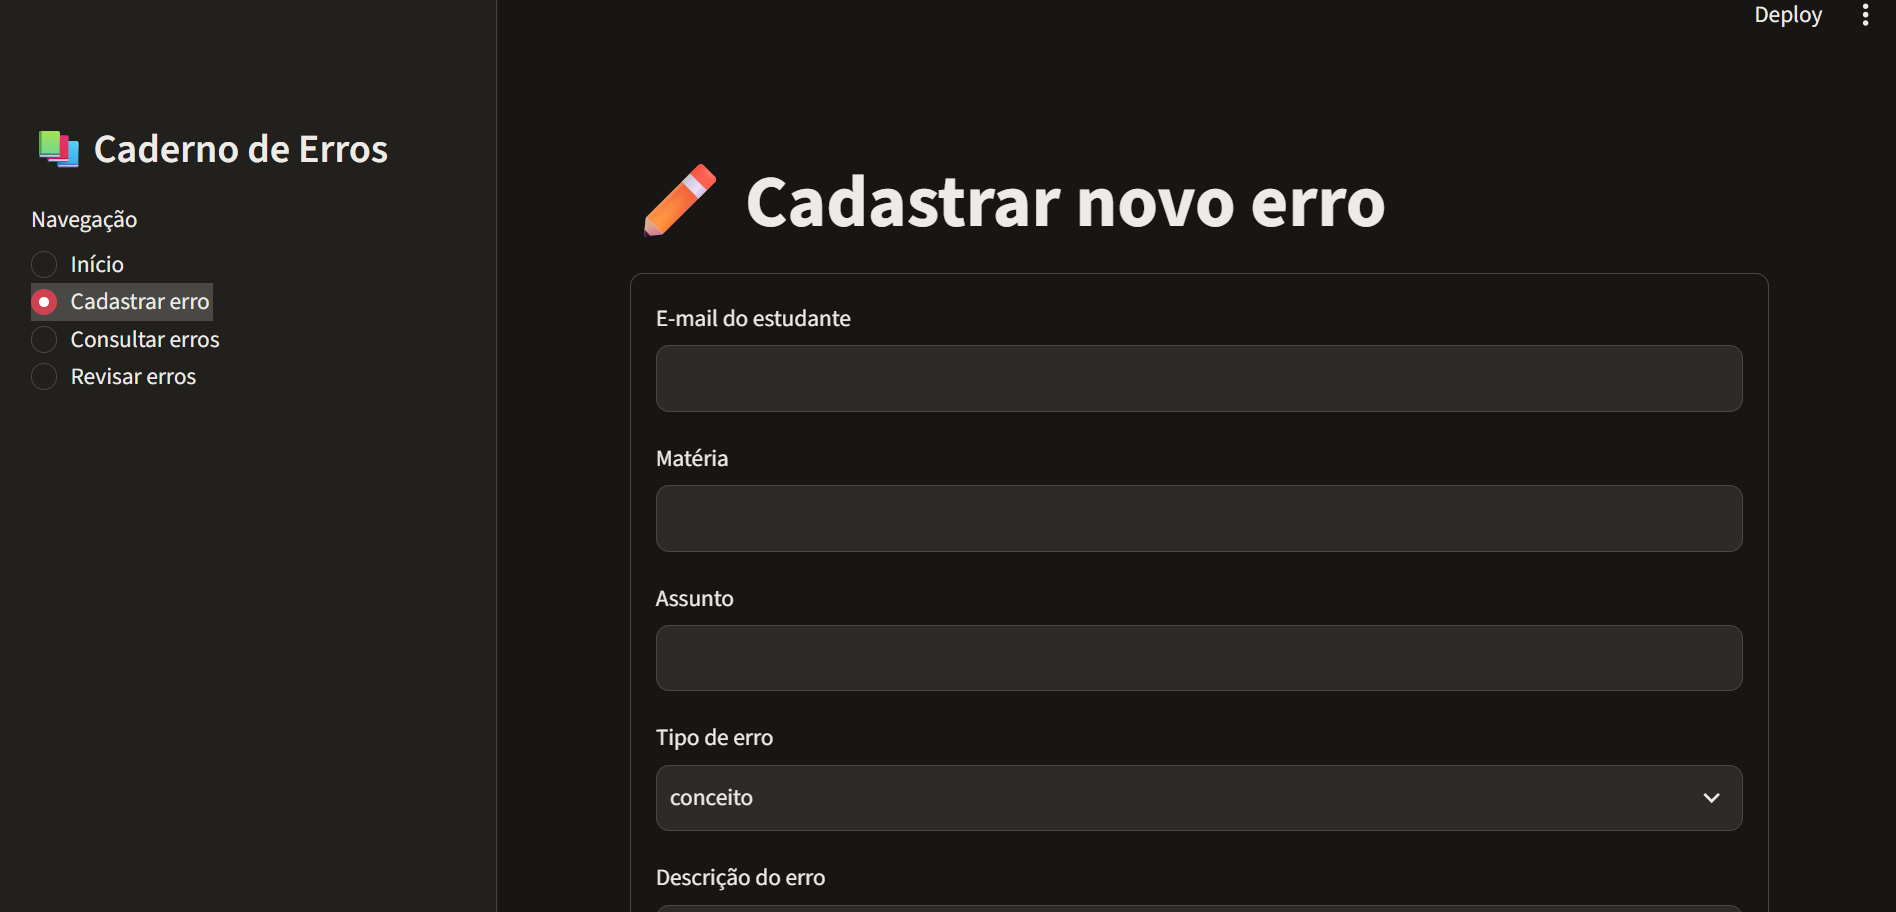 Deploy
Caderno de Erros
Navegação
Início
Cadastrar erro
Consultar erros
Revisar erros
Cadastrar novo erro
E-mail do estudante
Matéria
Assunto
Tipo de erro
conceito
Descrição do erro